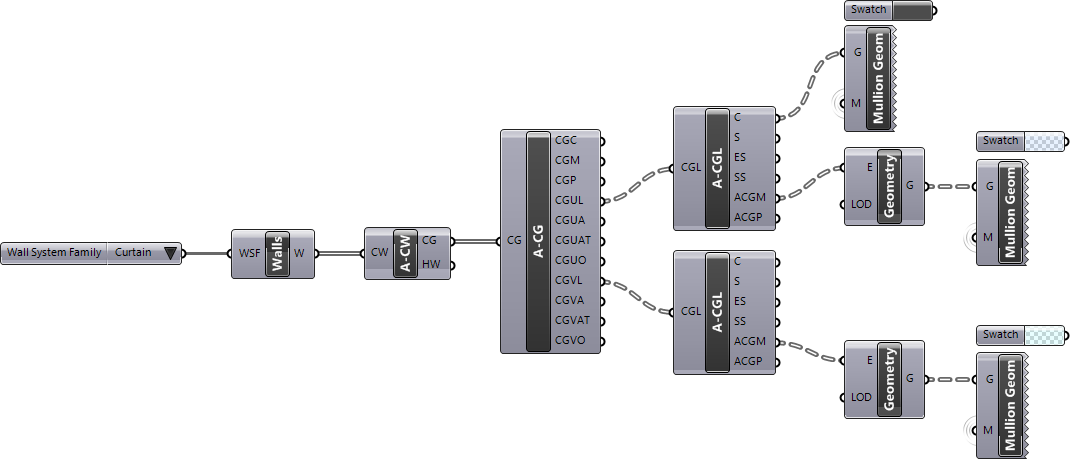 Wall System Family Curtain
WSF Walls W
CW A-CW CG HW
CG A-CG CGC
CGM
CGP
CGUL
CGUA
CGUAT
CGUO
CGVL
CGVA
CGVAT
CGVO
CGL A-CGL C
S
ES
SS
ACGM
ACGP
CGL A-CGL C
S
ES
SS
ACGM
ACGP
Swatch
G M Mullion Geom
E LOD Geometry G
Swatch
G M Mullion Geom
E LOD Geometry G
Swatch
G M Mullion Geom